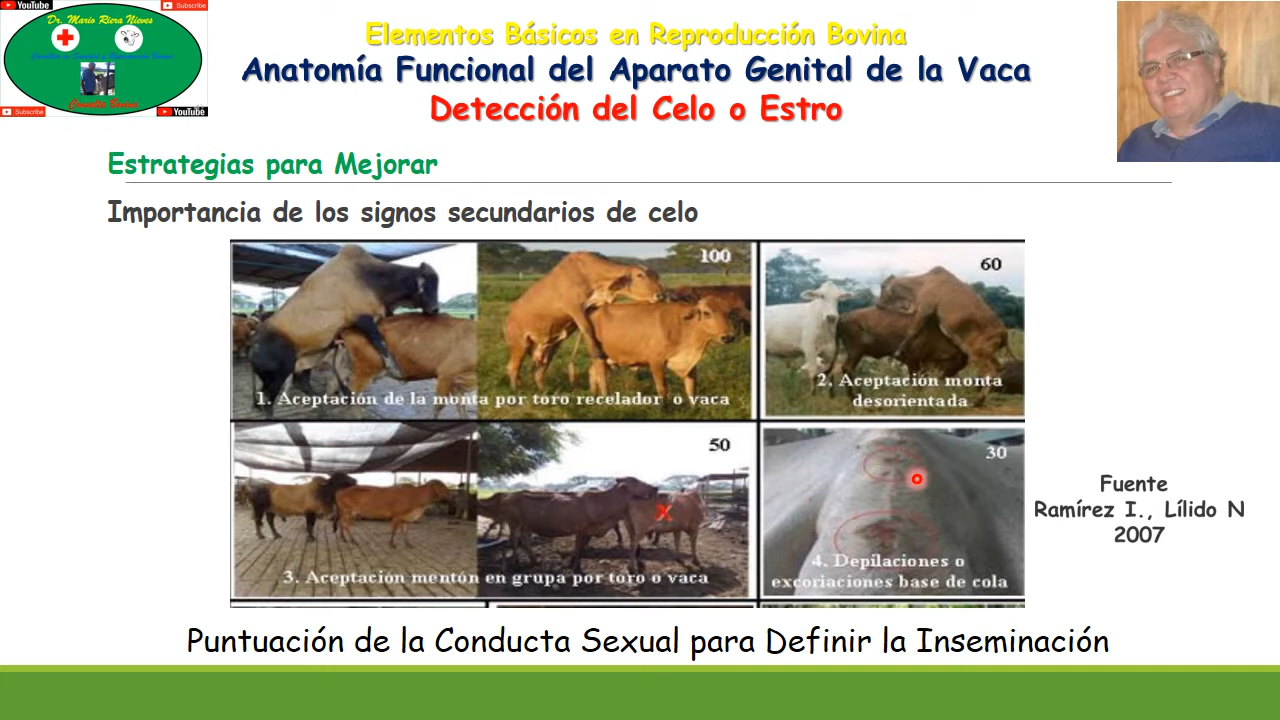 YouTube
Subscribe
Dr. Mario Riera Nieves
Consulta Bovina
Subscribe
YouTube
Elementos Básicos en Reproducción Bovina
Anatomía Funcional del Aparato Genital de la Vaca
Detección del Celo o Estro
Estrategias para Mejorar
Importancia de los signos secundarios de celo
100
1. Aceptación de la monta por toro recelador o vaca
60
2. Aceptación monta
desorientada
50
X
3. Aceptación mentón en grupa por toro o vaca
30
4. Depilaciones o
excoriaciones base de cola
Fuente
Ramírez I., Lílido N
2007
Puntuación de la Conducta Sexual para Definir la Inseminación